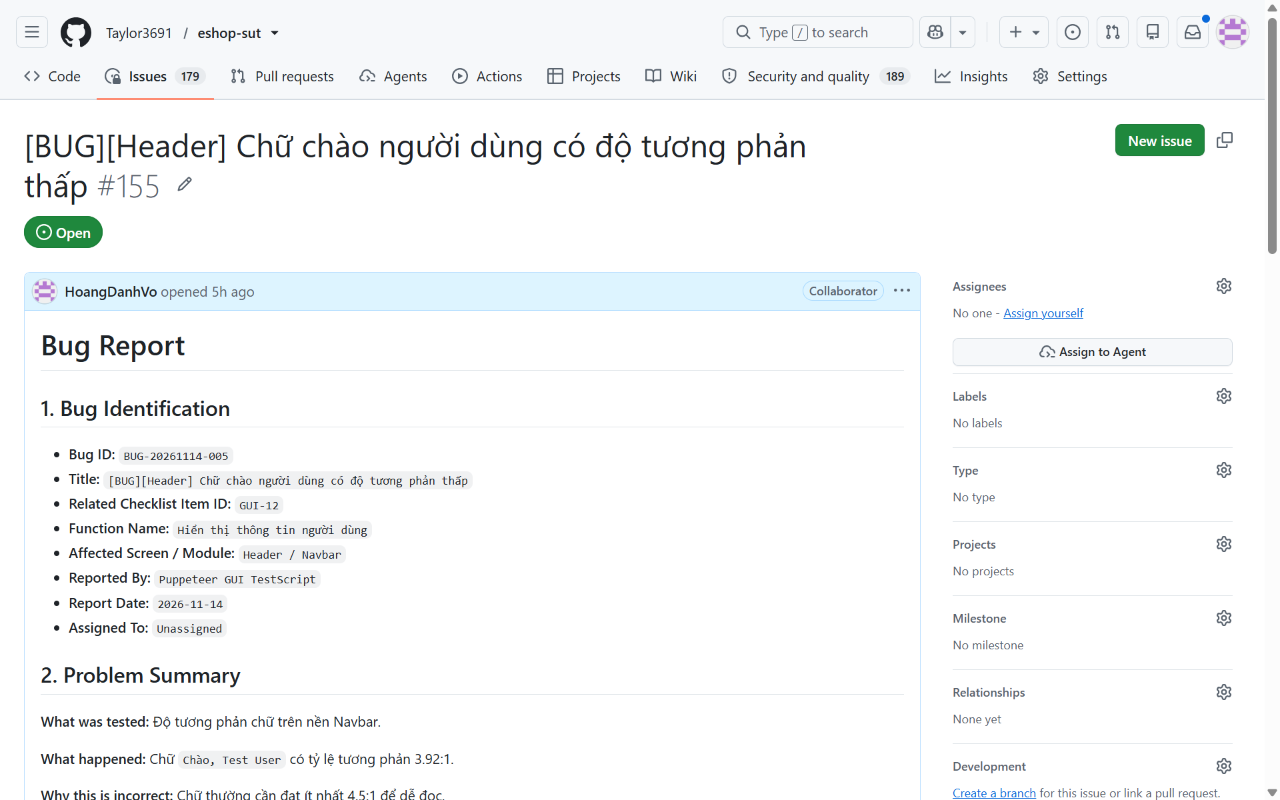 Taylor3691 / eshop-sut
Type / to search
Code
Issues 179
Pull requests
Agents
Actions
Projects
Wiki
Security and quality 189
Insights
Settings
[BUG][Header] Chữ chào người dùng có độ tương phản
thấp #155
New issue
Open
HoangDanhVo opened 5h ago
Collaborator
Bug Report
1. Bug Identification
Bug ID: BUG-20261114-005
Title: [BUG][Header] Chữ chào người dùng có độ tương phản thấp
Related Checklist Item ID: GUI-12
Function Name: Hiển thị thông tin người dùng
Affected Screen / Module: Header / Navbar
Reported By: Puppeteer GUI TestScript
Report Date: 2026-11-14
Assigned To: Unassigned
2. Problem Summary
What was tested: Độ tương phản chữ trên nền Navbar.
What happened: Chữ Chào, Test User có tỷ lệ tương phản 3.92:1.
Why this is incorrect: Chữ thường cần đạt ít nhất 4.5:1 để dễ đọc.
Assignees
No one - Assign yourself
Assign to Agent
Labels
No labels
Type
No type
Projects
No projects
Milestone
No milestone
Relationships
None yet
Development
Create a branch for this issue or link a pull request.